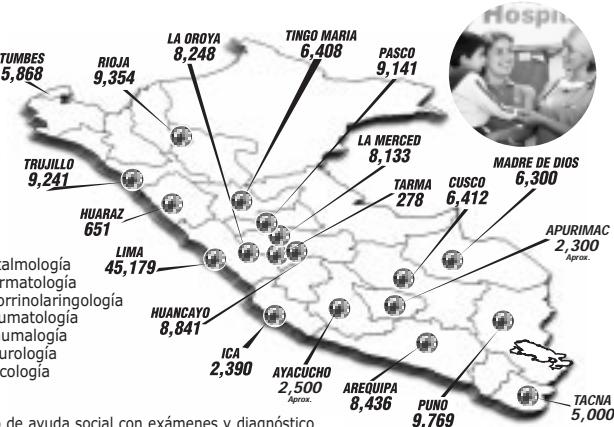 Hospit
TUMBES
5,868
RIOJA
9,354
LA OROYA
8,248
TINGO MARIA
6,408
PASCO
9,141
LA MERCED
8,133
TARMA
278
CUSCO
6,412
MADRE DE DIOS
6,300
APURIMAC
2,300
Aprox.
TRUJILLO
9,241
HUARAZ
651
LIMA
45,179
HUANCAYO
8,841
ICA
2,390
AYACUCHO
2,500
Aprox.
AREQUIPA
8,436
PUNO
9,769
TACNA
5,000
talmología
rmatología
orrinolaringología
umatología
umalogía
urología
cología
de ayuda social con exámenes y diagnóstico